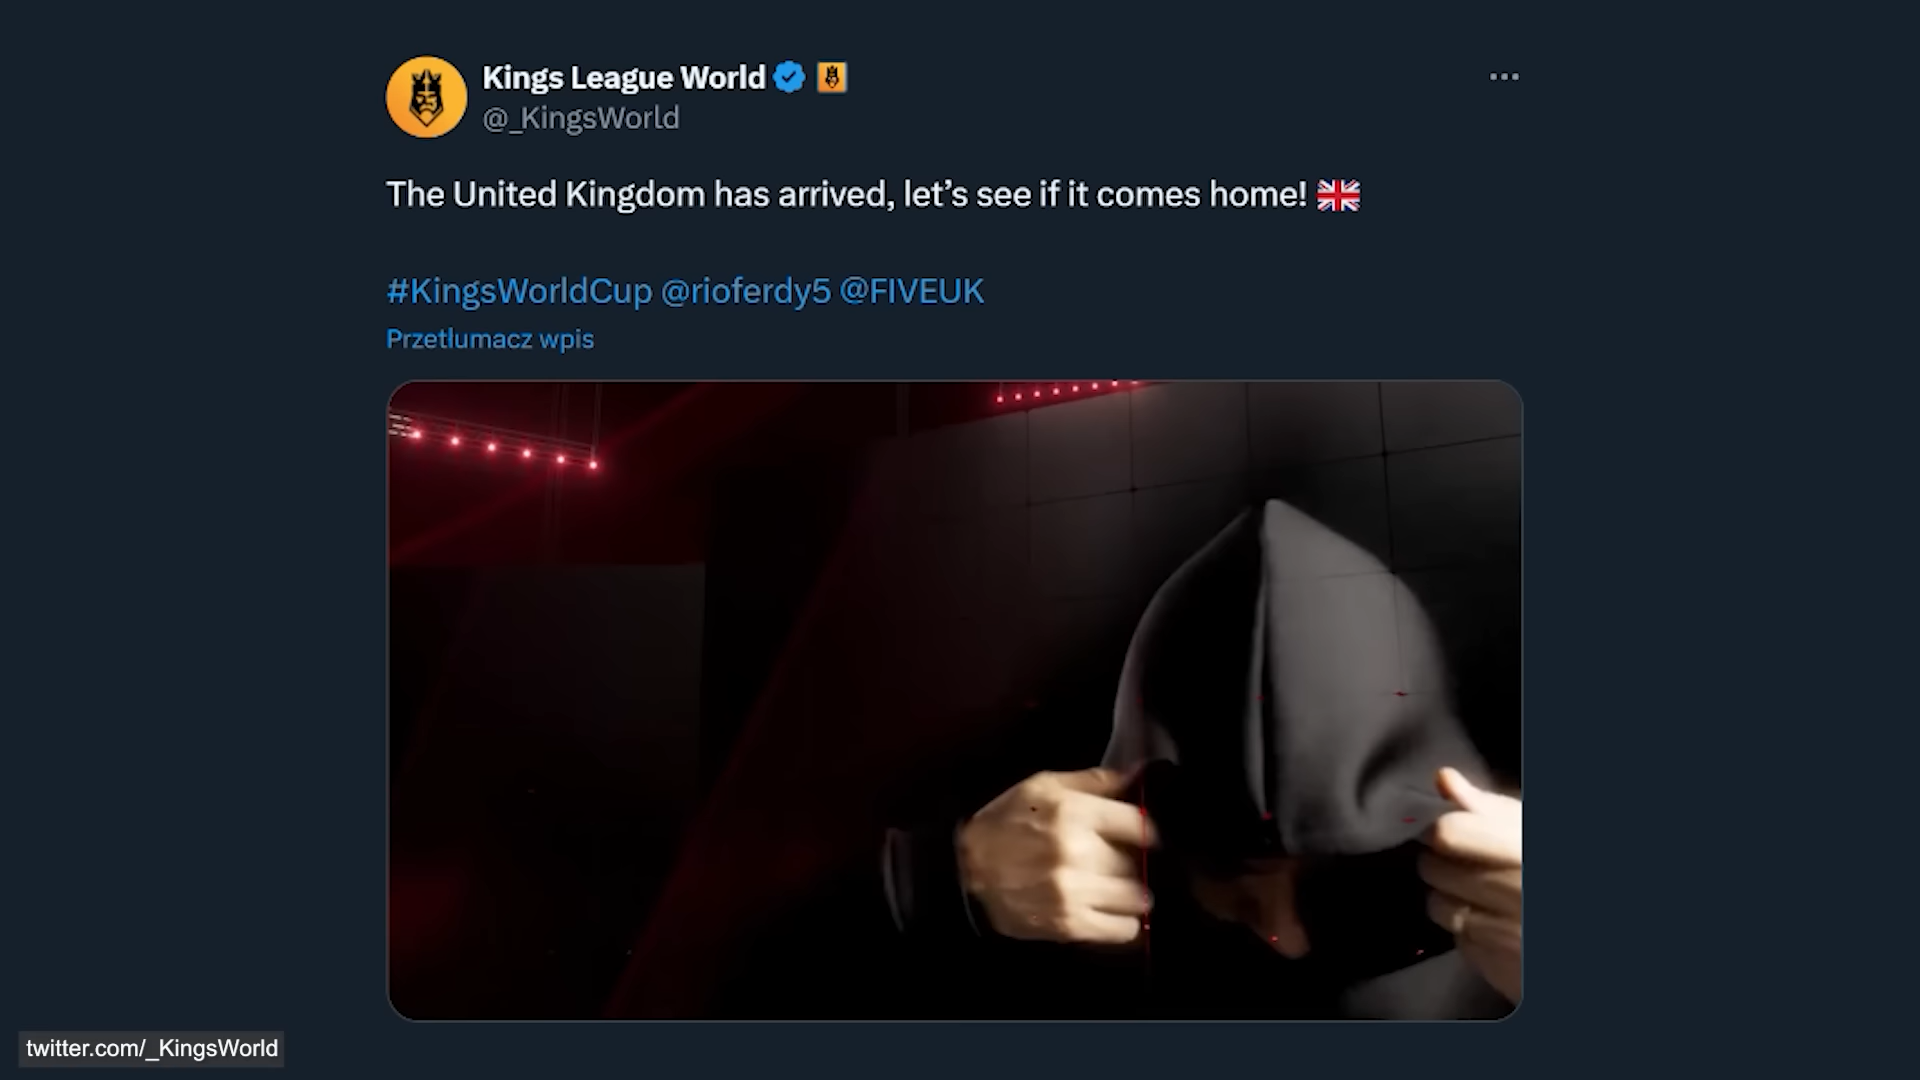 Kings League World
@_KingsWorld
The United Kingdom has arrived, let’s see if it comes home! 🇬🇧
#KingsWorldCup @rioferdy5 @FIVEUK
Przetłumacz wpis
twitter.com/_KingsWorld